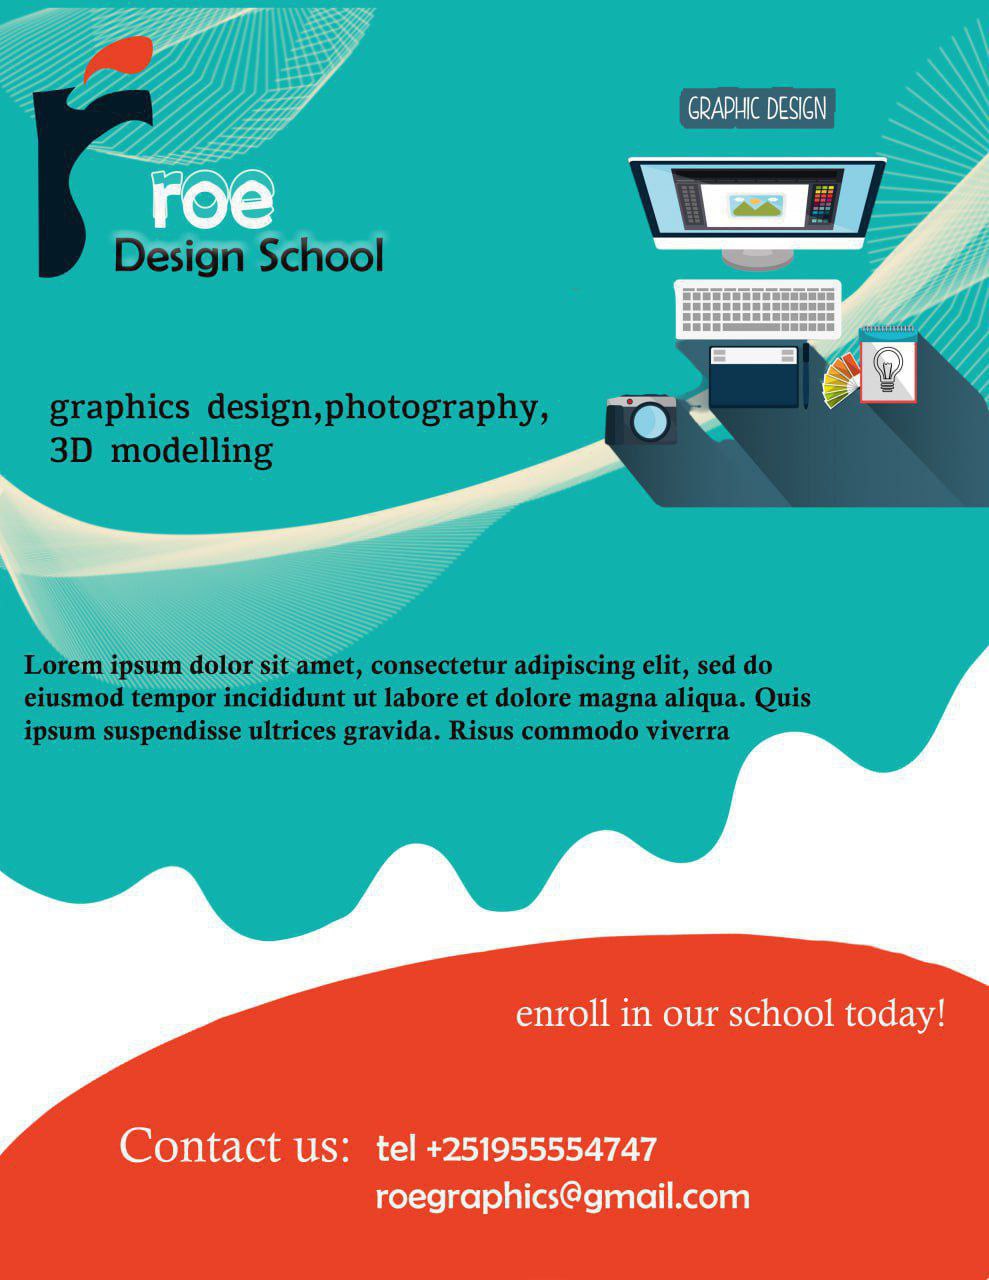 roe
Design School
GRAPHIC DESIGN
graphics design,photography,
3D modelling
Lorem ipsum dolor sit amet, consectetur adipiscing elit, sed do
eiusmod tempor incididunt ut labore et dolore magna aliqua. Quis
ipsum suspendisse ultrices gravida. Risus commodo viverra
enroll in our school today!
Contact us: tel +251955554747
roegraphics@gmail.com